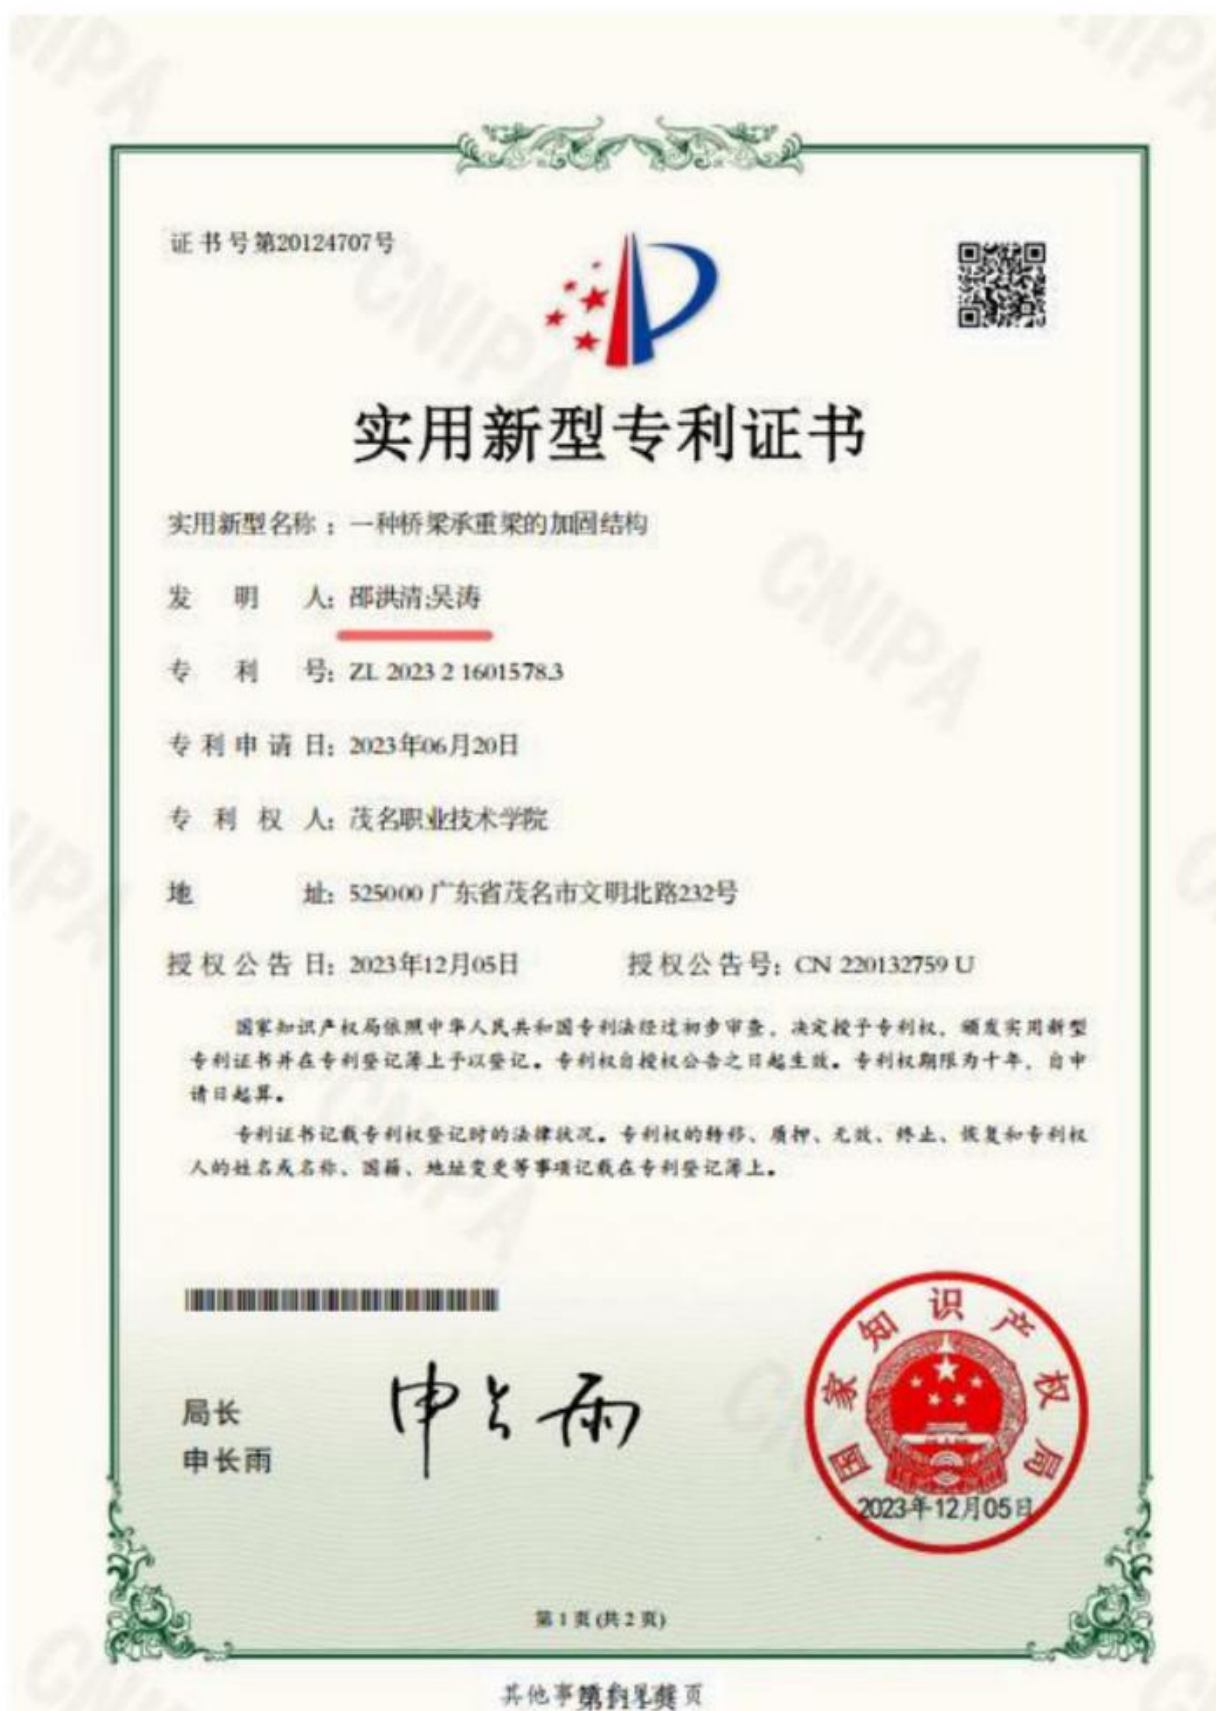 证书号第20124707号
实用新型专利证书
实用新型名称：一种桥梁承重梁的加固结构
发明人：邵洪清;吴涛
专利号：ZL 2023 2 1601578.3
专利申请日：2023年06月20日
专利权人：茂名职业技术学院
地址：525000 广东省茂名市文明北路232号
授权公告日：2023年12月05日 授权公告号：CN 220132759 U
国家知识产权局依照中华人民共和国专利法经过初步审查，决定授予专利权，颁发实用新型
专利证书并在专利登记簿上予以登记。专利权自授权公告之日起生效。专利权期限为十年，自申
请日起算。
专利证书记载专利权登记时的法律状况。专利权的转移、质押、无效、终止、恢复和专利权
人的姓名或名称、国籍、地址变更等事项记载在专利登记簿上。
局长
申长雨
申长雨
国家知识产权局
2023年12月05日
第 1 页 (共 2 页)
其他事 页
CNIPA